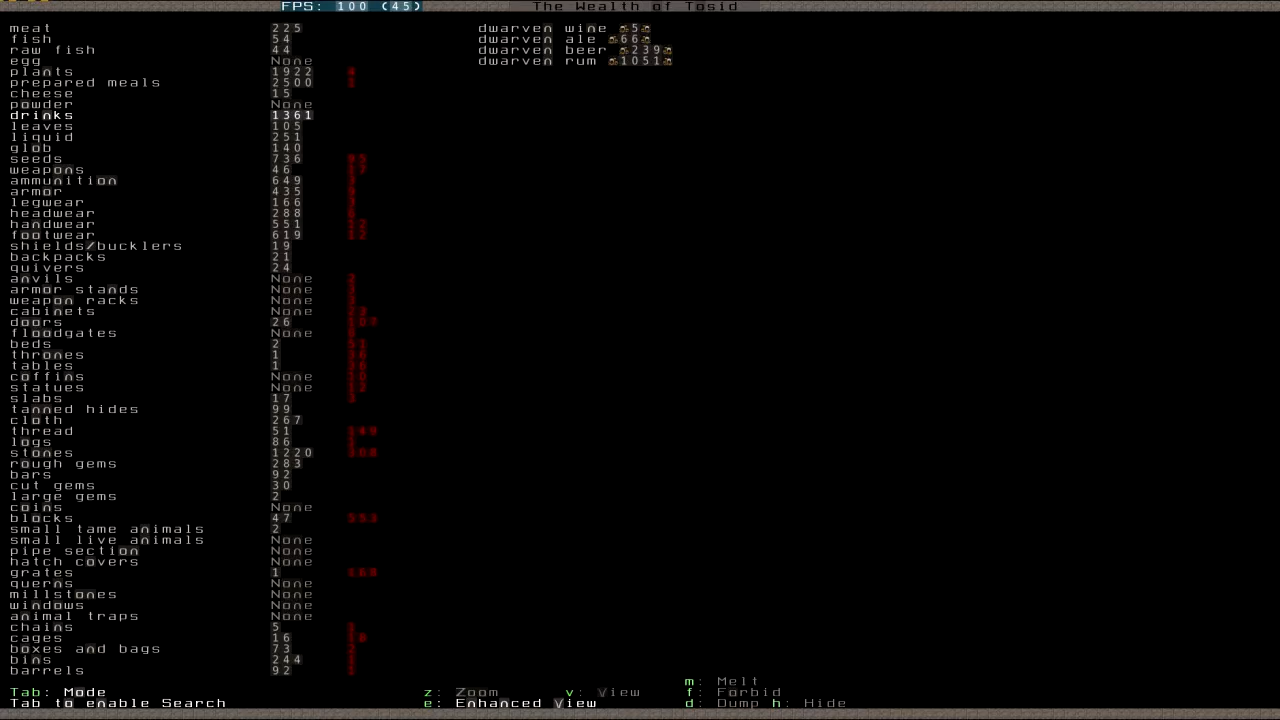 FPS: 100 (45) The Wealth of Tosid
meat 225 dwarven wine 5
fish 54 dwarven ale 66
raw fish 44 dwarven beer 239
egg None dwarven rum 1051
plants 1922 4
prepared meals 2500
cheese 15
powder None
drinks 1361
leaves 105
liquid 251
glob 140
seeds 736
weapons 46
ammunition 649
armor 435
legwear 166
headwear 288
handwear 551
footwear 619 12
shields/bucklers 19
backpacks 21
quivers 24
anvils None 2
armor stands None
weapon racks None
cabinets None 23
doors 26 107
floodgates None
beds 2 51
thrones 1 36
tables 1
coffins None
statues None
slabs 17
tanned hides 99
cloth 267
thread 51
logs 86
stones 1220
rough gems 283
bars 92
cut gems 30
large gems 2
coins None
blocks 47 553
small tame animals 2
small live animals None
pipe section None
hatch covers None
grates 1
querns None
millstones None
windows None
animal traps None
chains 5
cages 16
boxes and bags 73
bins 244
barrels 92
m: Melt
Tab: Mode z: Zoom v: View f: Forbid
Tab to enable Search e: Enhanced View d: Dump h: Hide